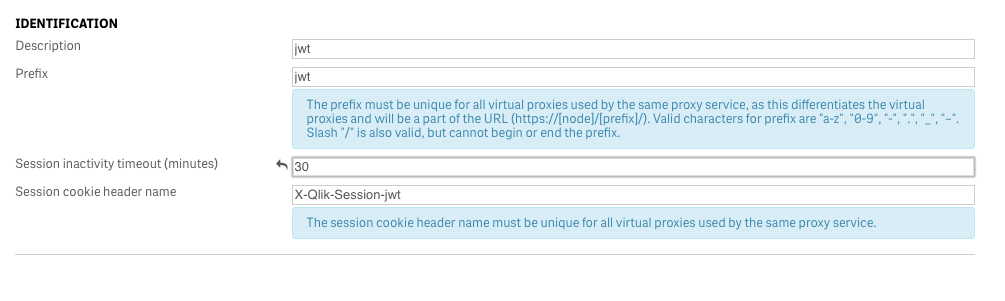 IDENTIFICATION
Description
jwt
Prefix
jwt
The prefix must be unique for all virtual proxies used by the same proxy service, as this differentiates the virtual
proxies and will be a part of the URL (https://[node]/[prefix]/). Valid characters for prefix are "a-z", "0-9", "-", ".", "_", "~".
Slash "/" is also valid, but cannot begin or end the prefix.
Session inactivity timeout (minutes)
30
Session cookie header name
X-Qlik-Session-jwt
The session cookie header name must be unique for all virtual proxies used by the same proxy service.